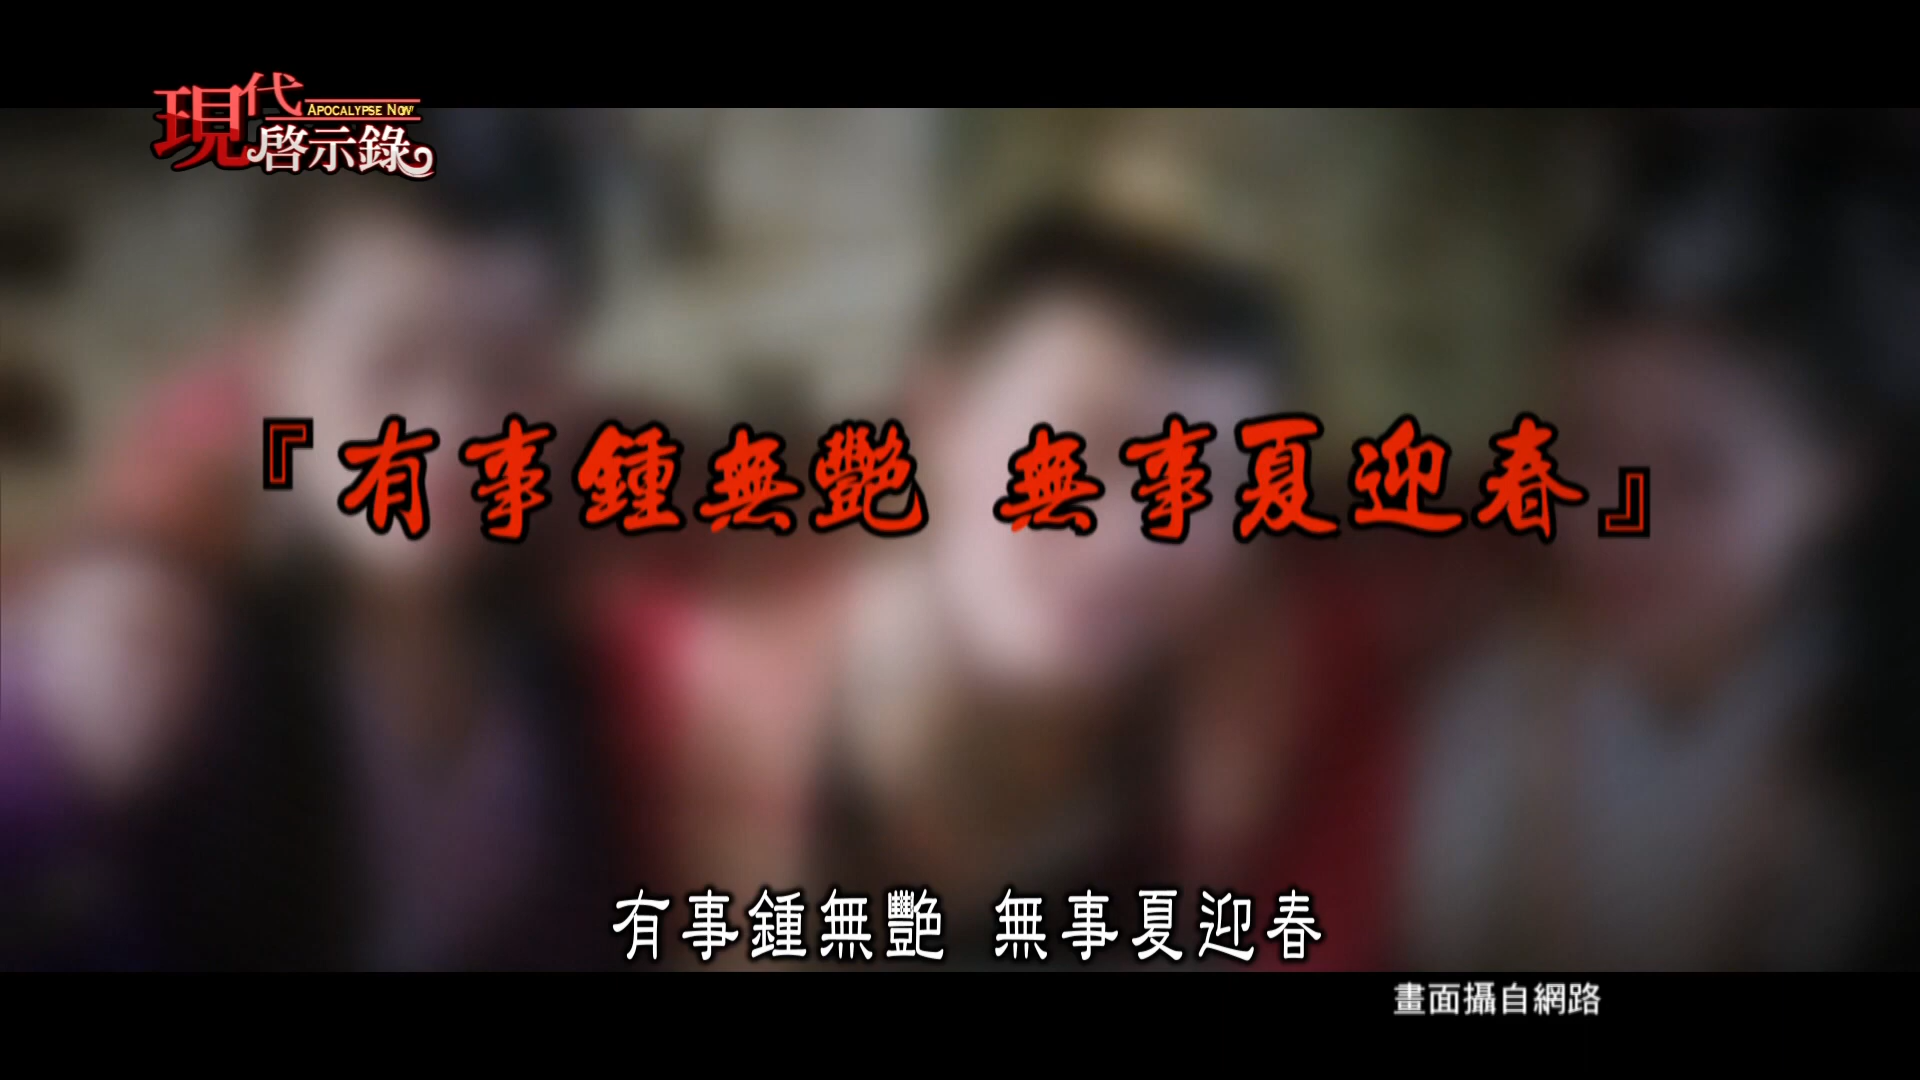 現代
APOCALYPSE NOW
啓示錄
『有事鍾無艷 無事夏迎春』
有事鍾無艷 無事夏迎春
畫面攝自網路